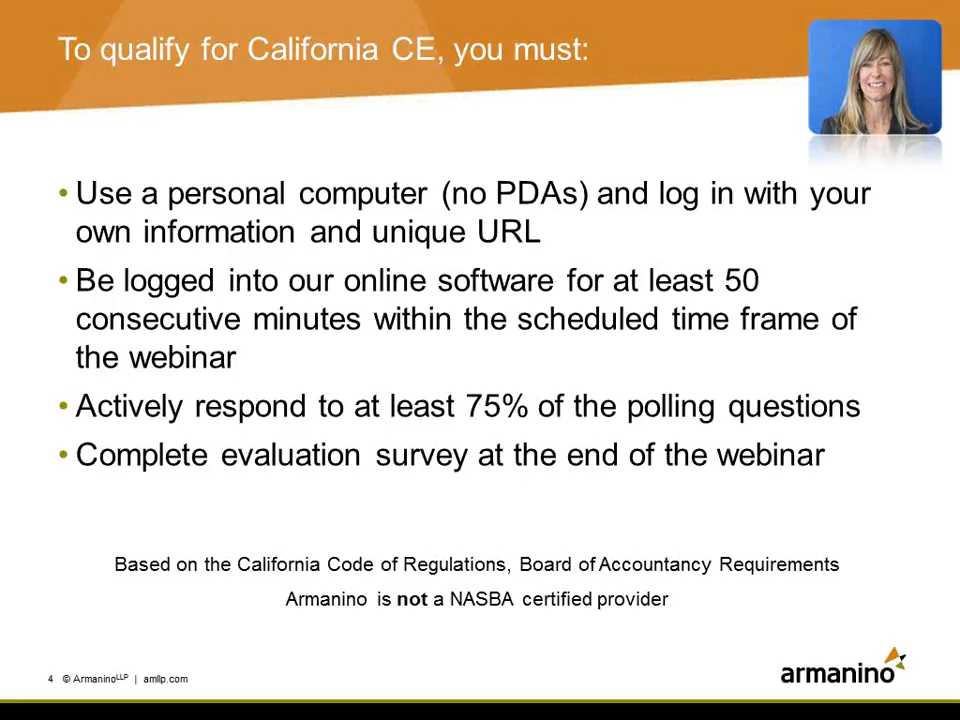 To qualify for California CE, you must:
• Use a personal computer (no PDAs) and log in with your
own information and unique URL
• Be logged into our online software for at least 50
consecutive minutes within the scheduled time frame of
the webinar
• Actively respond to at least 75% of the polling questions
• Complete evaluation survey at the end of the webinar
Based on the California Code of Regulations, Board of Accountancy Requirements
Armanino is not a NASBA certified provider
4 © ArmaninoLLP | amllp.com
armanino